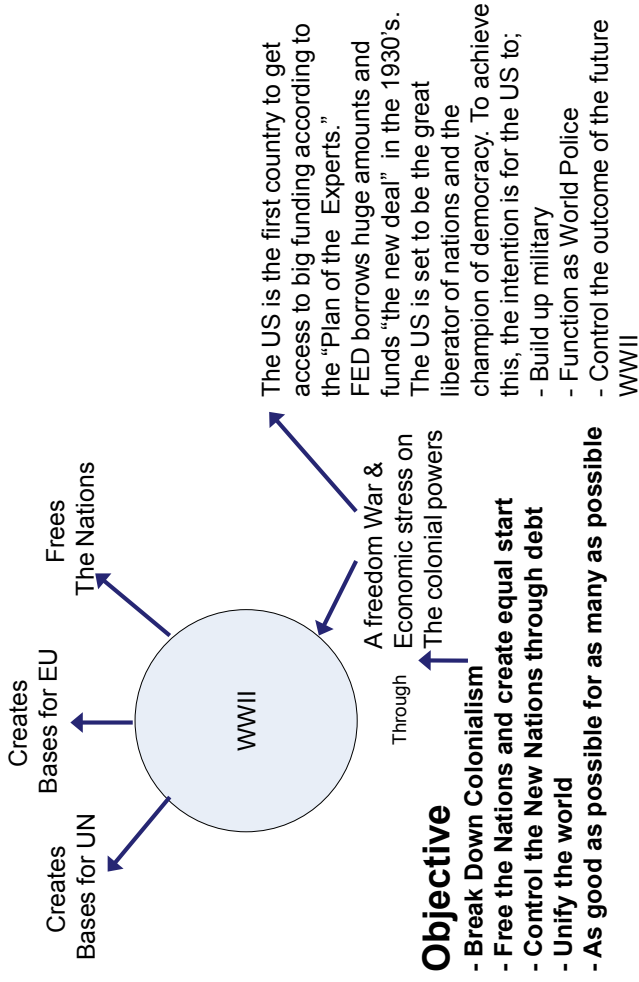 Creates
Bases for UN
Creates
Bases for EU
Frees
The Nations
WWII
Through
A freedom War &
Economic stress on
The colonial powers
The US is the first country to get
access to big funding according to
the “Plan of the Experts.”
FED borrows huge amounts and
funds “the new deal” in the 1930’s.
The US is set to be the great
liberator of nations and the
champion of democracy. To achieve
this, the intention is for the US to;
- Build up military
- Function as World Police
- Control the outcome of the future
WWII
Objective
- Break Down Colonialism
- Free the Nations and create equal start
- Control the New Nations through debt
- Unify the world
- As good as possible for as many as possible